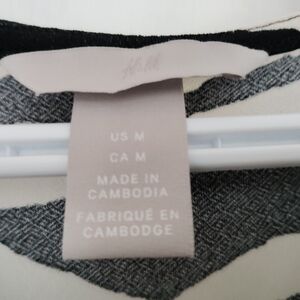 H&M
US M
CA M
MADE IN
CAMBODIA
FABRIQUÉ EN
CAMBODGE